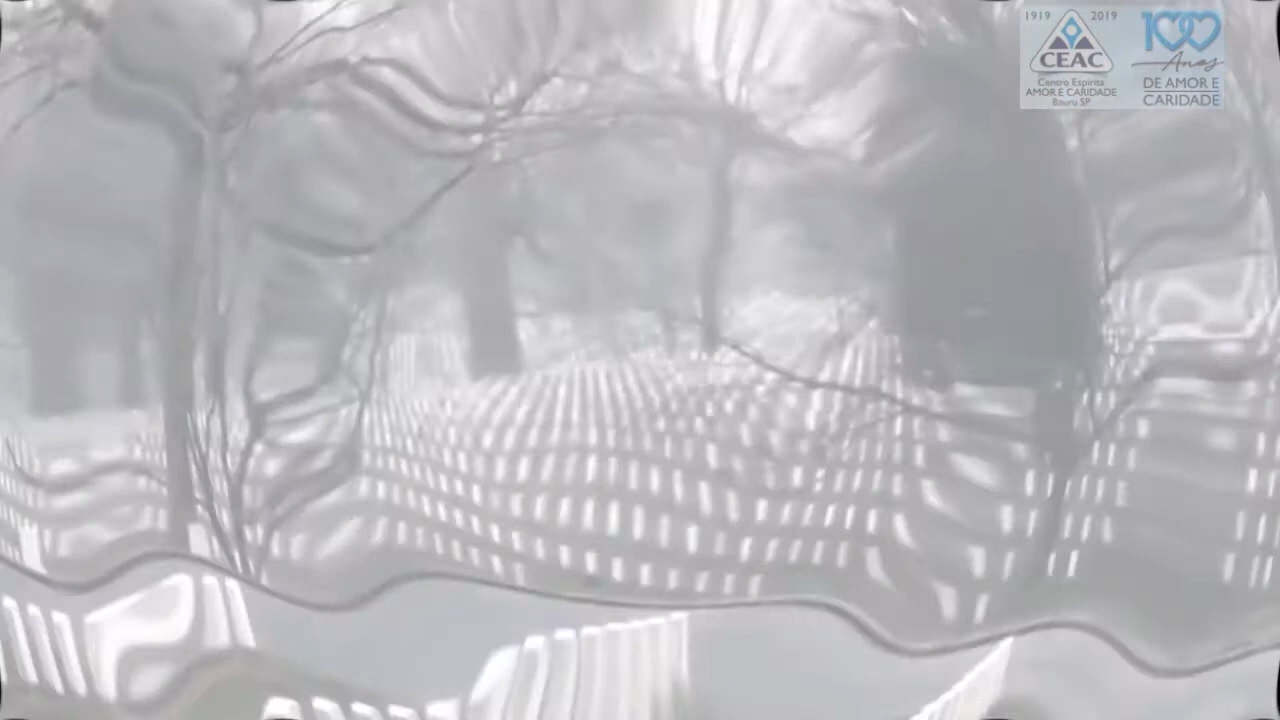 1919 2019
CEAC
Centro Espírita
AMOR E CARIDADE
Bauru SP
100
Anos
DE AMOR E
CARIDADE